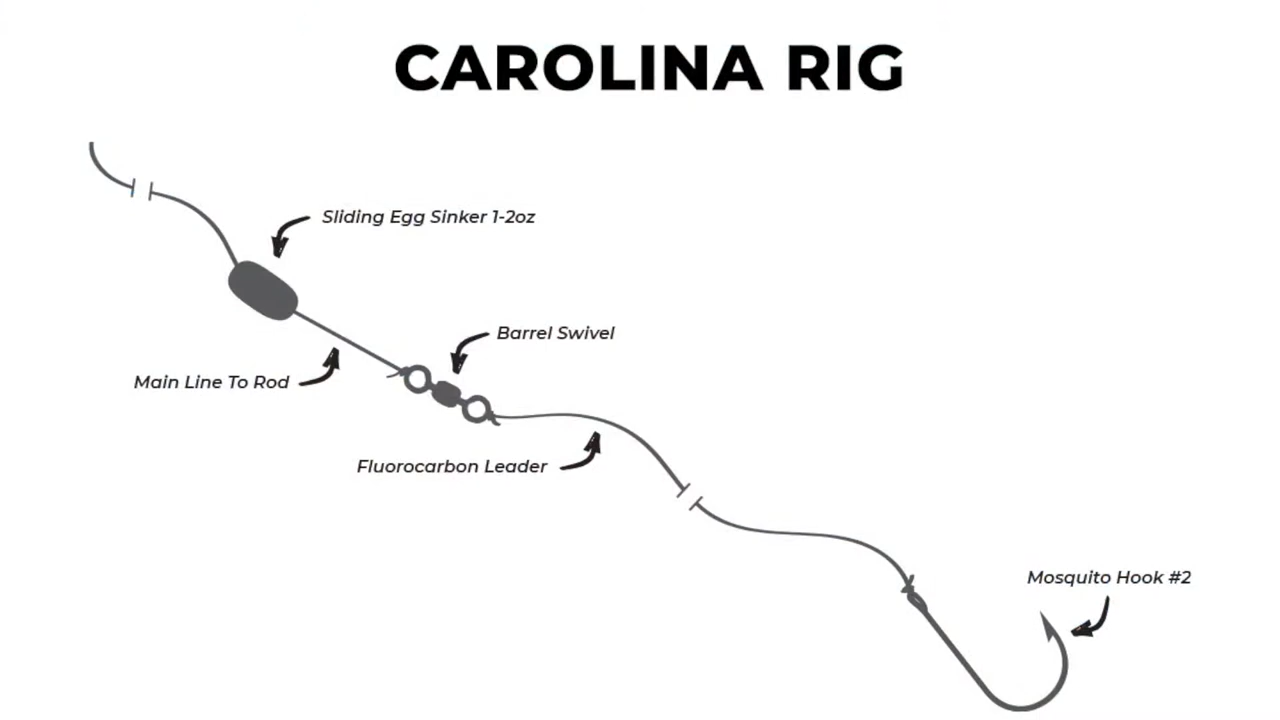 CAROLINA RIG
Sliding Egg Sinker 1-2oz
Barrel Swivel
Main Line To Rod
Fluorocarbon Leader
Mosquito Hook #2